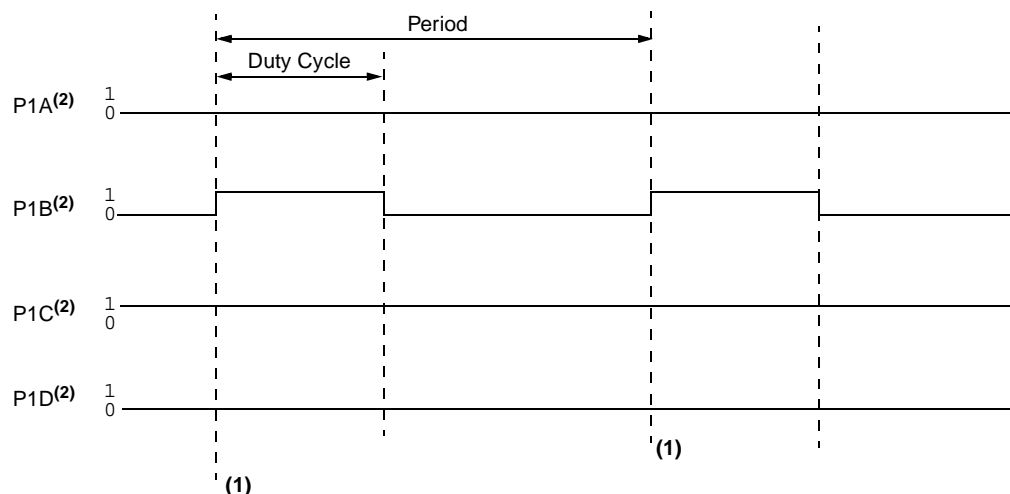 Period
Duty Cycle
P1A(2) 1
0
P1B(2) 1
0
P1C(2) 1
0
P1D(2) 1
0
(1)
(1)